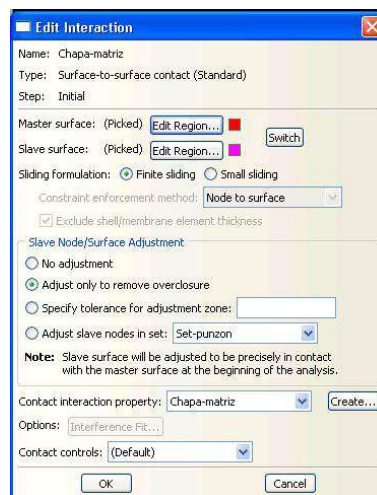 Edit Interaction
Name: Chapa-matriz
Type: Surface-to-surface contact (Standard)
Step: Initial
Master surface: (Picked) Edit Region...
Switch
Slave surface: (Picked) Edit Region...
Sliding formulation: Finite sliding Small sliding
Constraint enforcement method: Node to surface
Exclude shell/membrane element thickness
Slave Node/Surface Adjustment
No adjustment
Adjust only to remove overclosure
Specify tolerance for adjustment zone:
Adjust slave nodes in set: Set-punzon
Note: Slave surface will be adjusted to be precisely in contact
with the master surface at the beginning of the analysis.
Contact interaction property: Chapa-matriz Create...
Options: Interference Fit...
Contact controls: (Default)
OK Cancel